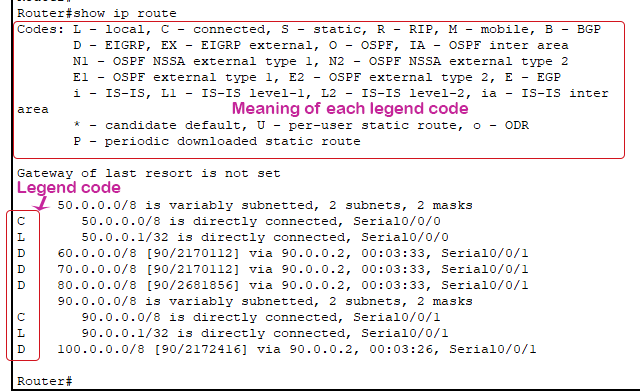 Router#
Router#show ip route
Codes: L - local, C - connected, S - static, R - RIP, M - mobile, B - BGP
D - EIGRP, EX - EIGRP external, O - OSPF, IA - OSPF inter area
N1 - OSPF NSSA external type 1, N2 - OSPF NSSA external type 2
E1 - OSPF external type 1, E2 - OSPF external type 2, E - EGP
i - IS-IS, L1 - IS-IS level-1, L2 - IS-IS level-2, ia - IS-IS inter
area
Meaning of each legend code
* - candidate default, U - per-user static route, o - ODR
P - periodic downloaded static route
Gateway of last resort is not set
Legend code
50.0.0.0/8 is variably subnetted, 2 subnets, 2 masks
C 50.0.0.0/8 is directly connected, Serial0/0/0
L 50.0.0.1/32 is directly connected, Serial0/0/0
D 60.0.0.0/8 [90/2170112] via 90.0.0.2, 00:03:33, Serial0/0/1
D 70.0.0.0/8 [90/2170112] via 90.0.0.2, 00:03:33, Serial0/0/1
D 80.0.0.0/8 [90/2681856] via 90.0.0.2, 00:03:33, Serial0/0/1
90.0.0.0/8 is variably subnetted, 2 subnets, 2 masks
C 90.0.0.0/8 is directly connected, Serial0/0/1
L 90.0.0.1/32 is directly connected, Serial0/0/1
D 100.0.0.0/8 [90/2172416] via 90.0.0.2, 00:03:26, Serial0/0/1
Router#